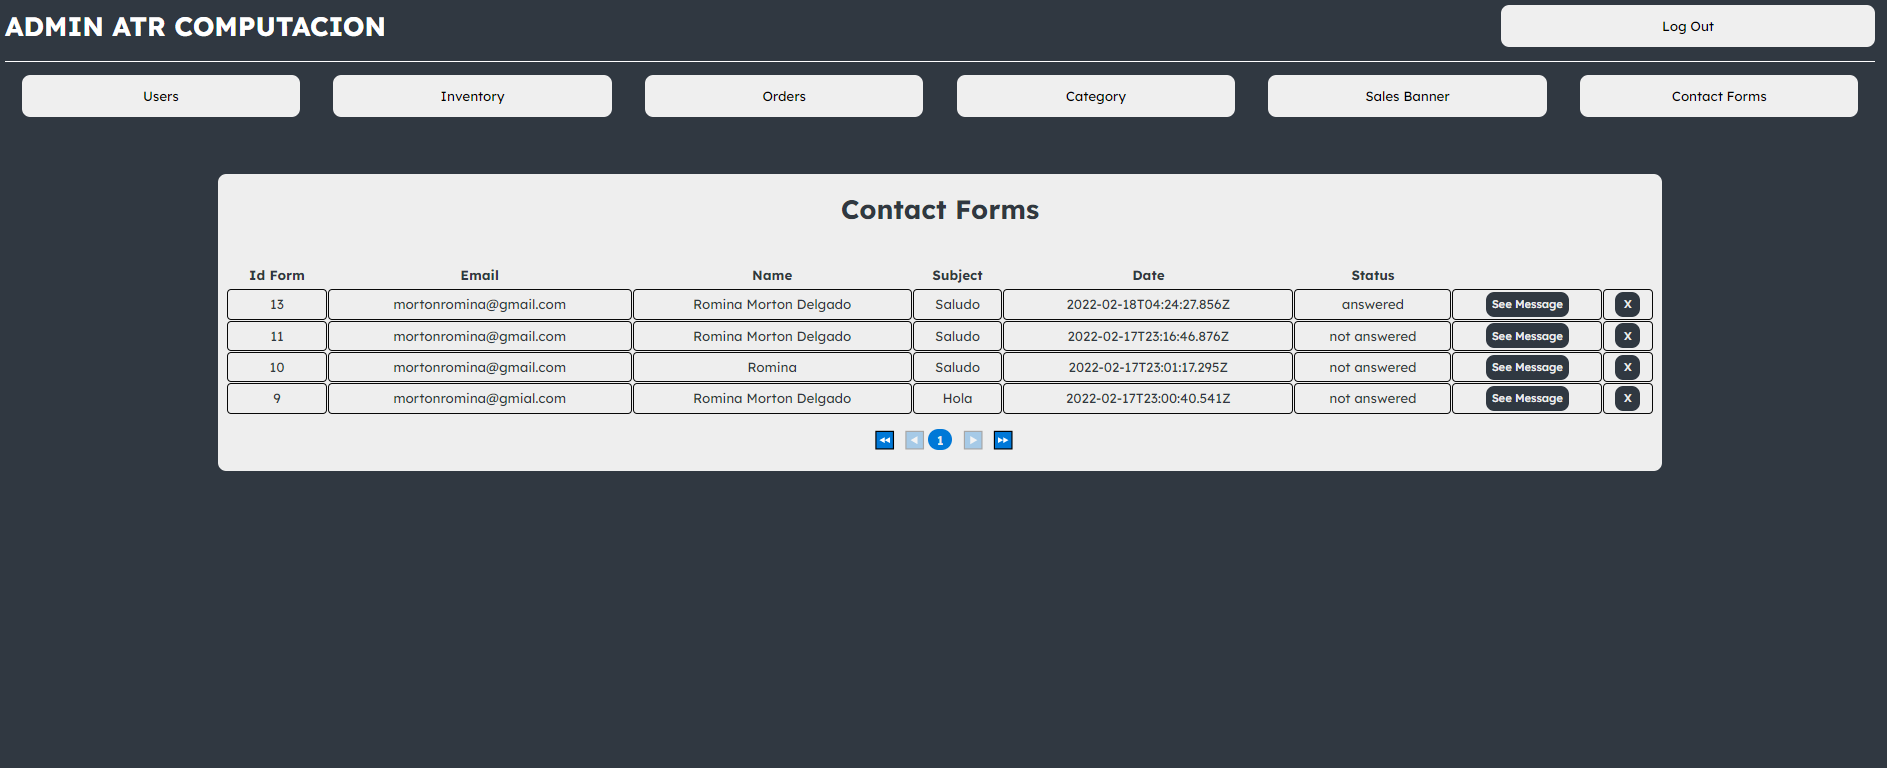 ADMIN ATR COMPUTACION
Log Out
Users Inventory Orders Category Sales Banner Contact Forms
Contact Forms
Id Form Email Name Subject Date Status
13 mortonromina@gmail.com Romina Morton Delgado Saludo 2022-02-18T04:24:27.856Z answered See Message X
11 mortonromina@gmail.com Romina Morton Delgado Saludo 2022-02-17T23:16:46.876Z not answered See Message X
10 mortonromina@gmail.com Romina Saludo 2022-02-17T23:01:17.295Z not answered See Message X
9 mortonromina@gmial.com Romina Morton Delgado Hola 2022-02-17T23:00:40.541Z not answered See Message X
1